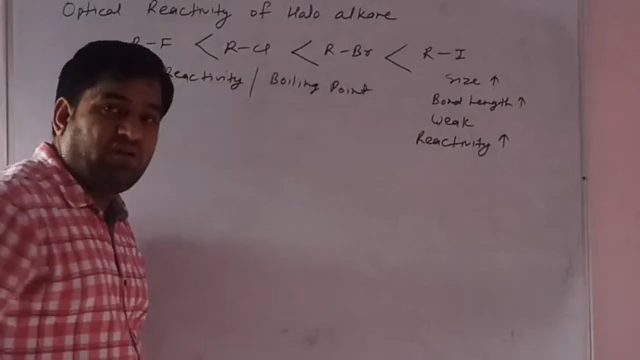 Optical Reactivity of Halo alkane
R-F < R-Cl < R-Br < R-I
Reactivity / Boiling Point
Size ↑
Bond Length ↑
Weak
Reactivity ↑